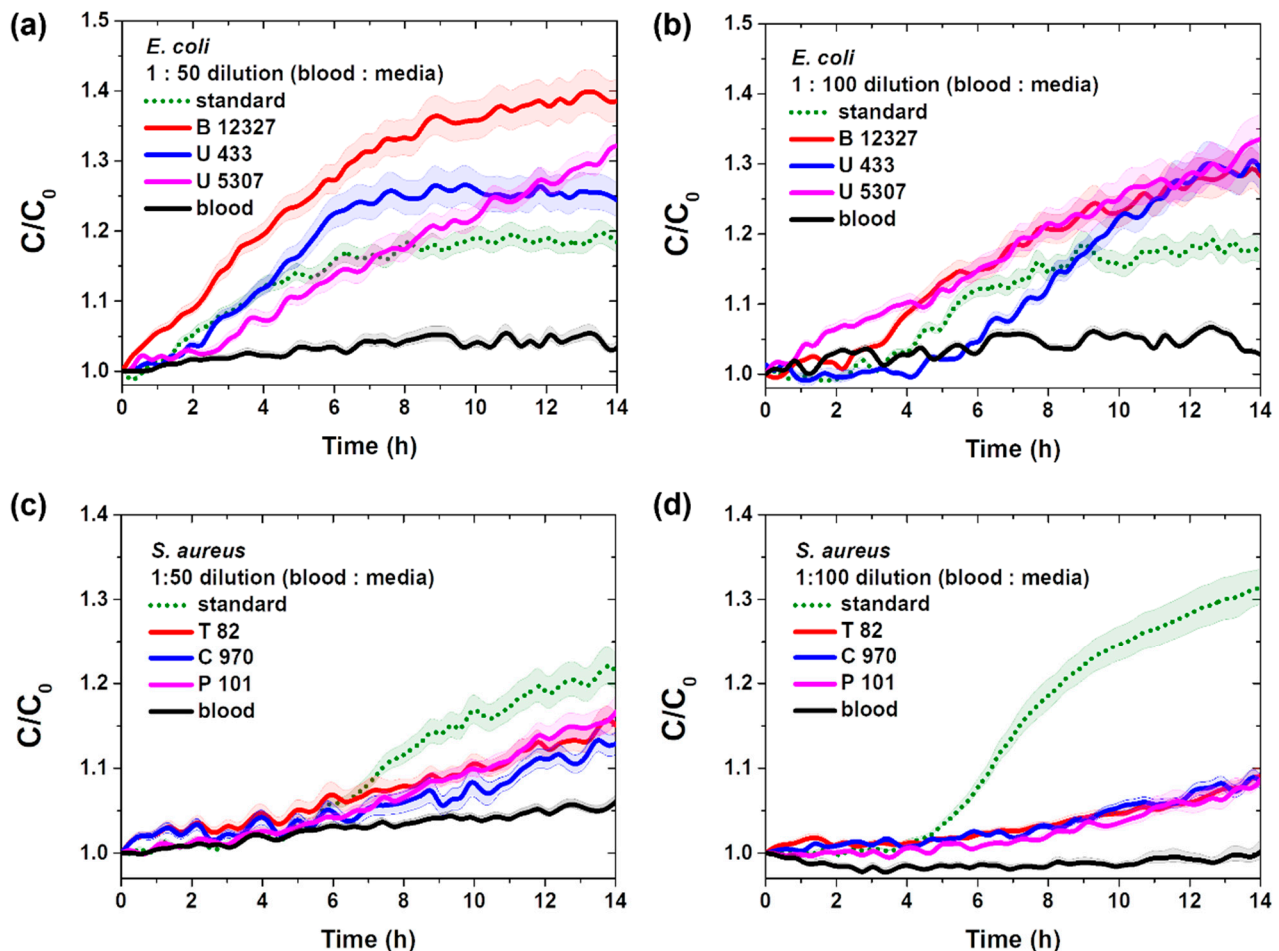 (a)
1.5
1.4
1.3
1.2
1.1
1.0
C/C0
E. coli
1 : 50 dilution (blood : media)
standard
B 12327
U 433
U 5307
blood
0 2 4 6 8 10 12 14
Time (h)
(b)
1.5
1.4
1.3
1.2
1.1
1.0
C/C0
E. coli
1 : 100 dilution (blood : media)
standard
B 12327
U 433
U 5307
blood
0 2 4 6 8 10 12 14
Time (h)
(c)
1.4
1.3
1.2
1.1
1.0
C/C0
S. aureus
1:50 dilution (blood : media)
standard
T 82
C 970
P 101
blood
0 2 4 6 8 10 12 14
Time (h)
(d)
1.4
1.3
1.2
1.1
1.0
C/C0
S. aureus
1:100 dilution (blood : media)
standard
T 82
C 970
P 101
blood
0 2 4 6 8 10 12 14
Time (h)